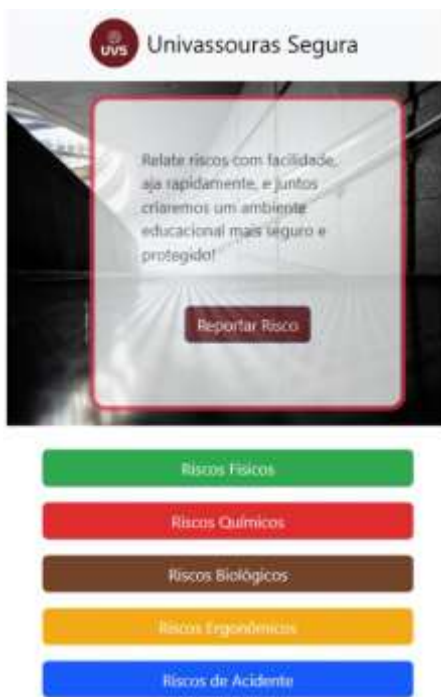 UVS
Univassouras Segura
Relate riscos com facilidade,
aja rapidamente, e juntos
criaremos um ambiente
educacional mais seguro e
protegido!
Reportar Risco
Riscos Físicos
Riscos Químicos
Riscos Biológicos
Riscos Ergonômicos
Riscos de Acidente